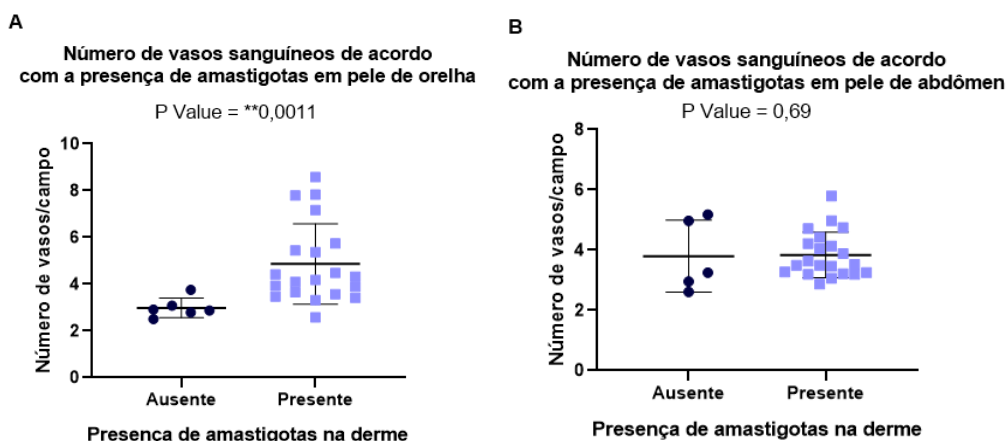 A
Número de vasos sanguíneos de acordo
com a presença de amastigotas em pele de orelha
P Value = **0,0011
Número de vasos/campo
10
8
6
4
2
0
Ausente
Presente
Presença de amastigotas na derme
B
Número de vasos sanguíneos de acordo
com a presença de amastigotas em pele de abdômen
P Value = 0,69
Número de vasos/campo
8
6
4
2
0
Ausente
Presente
Presença de amastigotas na derme